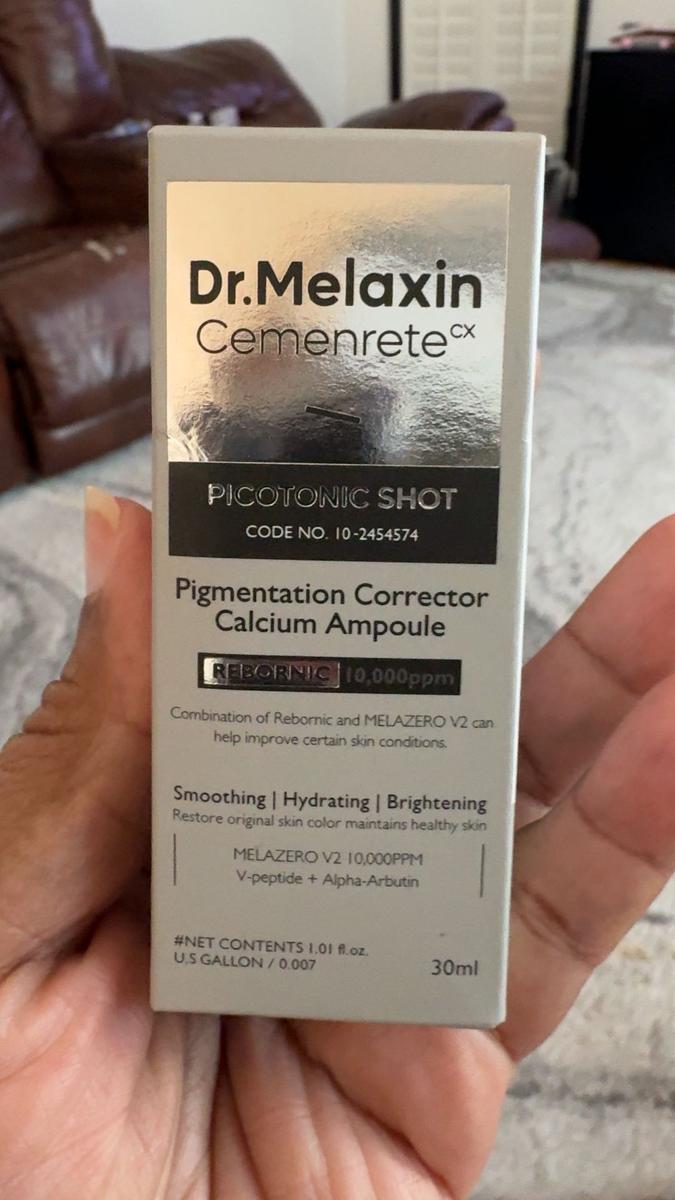 Dr.Melaxin
Cemenrete^CX
PICOTONIC SHOT
CODE NO. 10-2454574
Pigmentation Corrector
Calcium Ampoule
REBORNIC 10,000ppm
Combination of Rebornic and MELAZERO V2 can
help improve certain skin conditions.
Smoothing | Hydrating | Brightening
Restore original skin color maintains healthy skin
MELAZERO V2 10,000PPM
V-peptide + Alpha-Arbutin
#NET CONTENTS 1.01 fl.oz.
U.S GALLON / 0.007
30ml